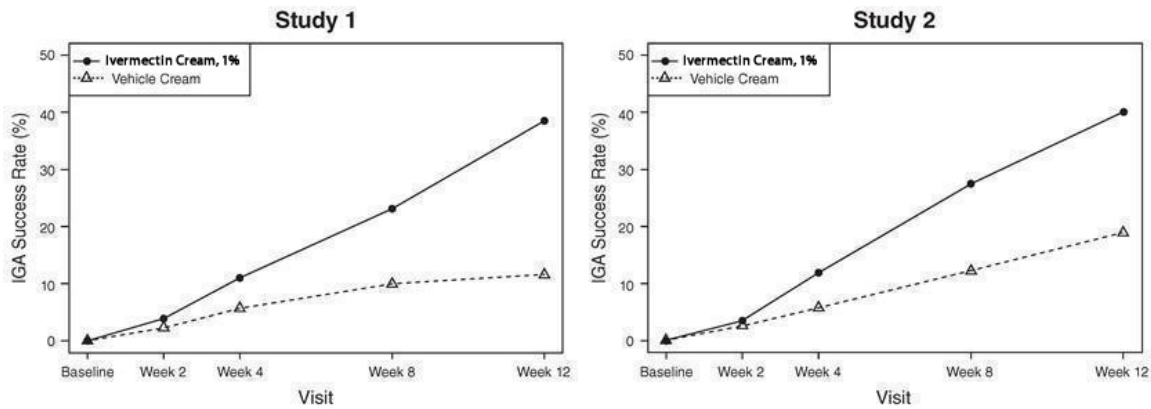 Study 1
Ivermectin Cream, 1%
Vehicle Cream
IGA Success Rate (%)
50
40
30
20
10
0
Baseline Week 2 Week 4 Week 8 Week 12
Visit
Study 2
Ivermectin Cream, 1%
Vehicle Cream
IGA Success Rate (%)
50
40
30
20
10
0
Baseline Week 2 Week 4 Week 8 Week 12
Visit